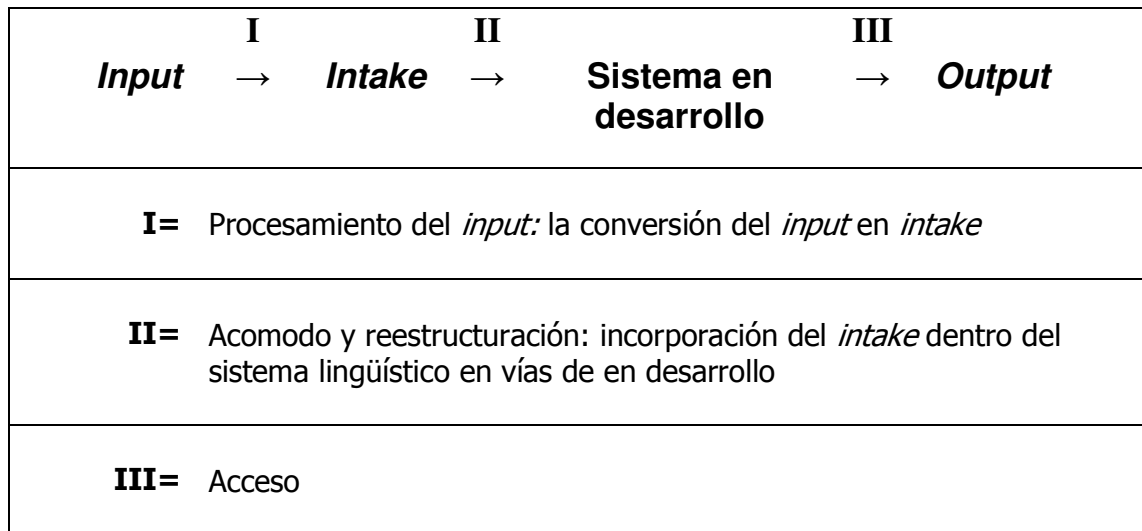 I II III
Input → Intake → Sistema en → Output
desarrollo
I= Procesamiento del input: la conversión del input en intake
II= Acomodo y reestructuración: incorporación del intake dentro del
sistema lingüístico en vías de en desarrollo
III= Acceso